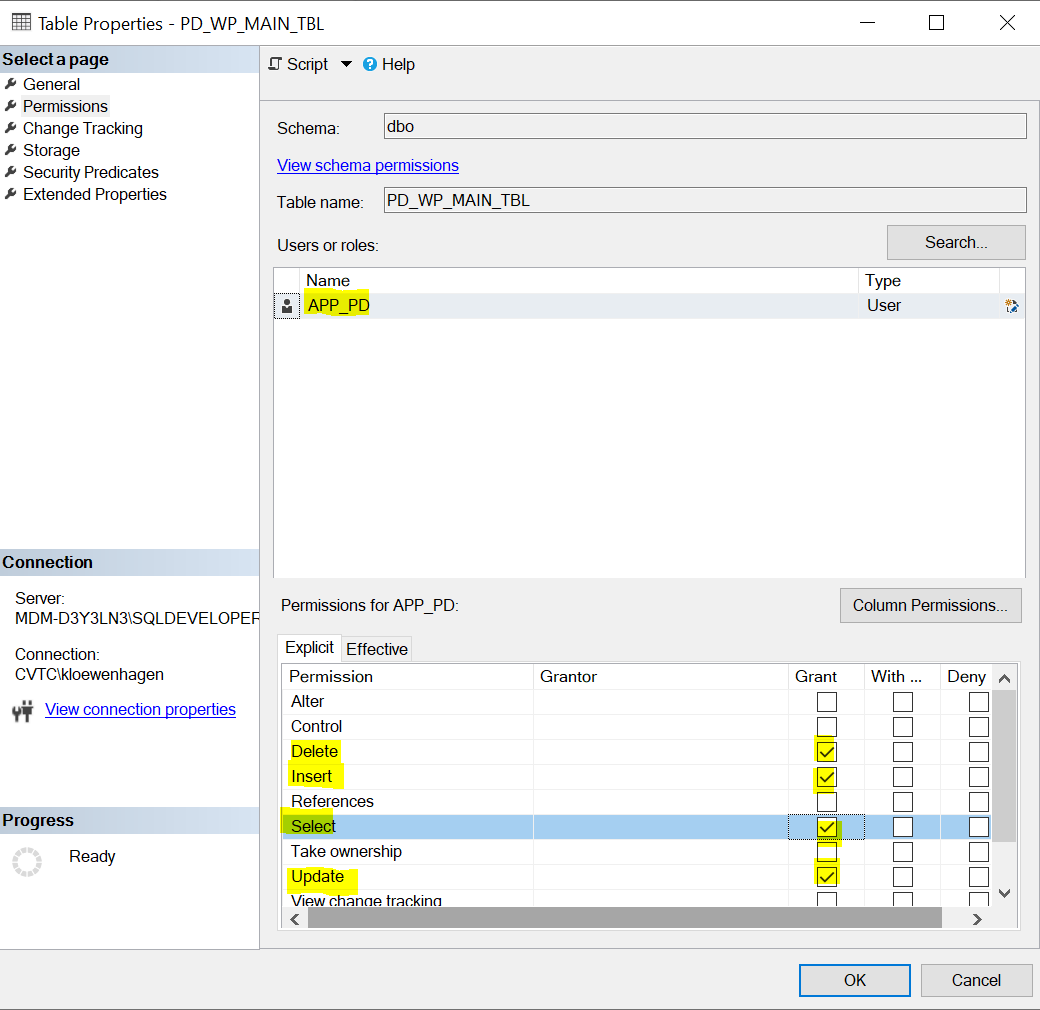 Table Properties - PD_WP_MAIN_TBL
Select a page
General
Permissions
Change Tracking
Storage
Security Predicates
Extended Properties
Script
Help
Schema:
dbo
View schema permissions
Table name:
PD_WP_MAIN_TBL
Users or roles:
Search...
Name Type
APP_PD User
Connection
Server:
MDM-D3Y3LN3\SQLDEVELOPER
Connection:
CVTC\kloewenhagen
View connection properties
Progress
Ready
Permissions for APP_PD:
Column Permissions...
Explicit Effective
Permission Grantor Grant With ... Deny
Alter
Control
Delete
Insert
References
Select
Take ownership
Update
View change tracking
OK Cancel